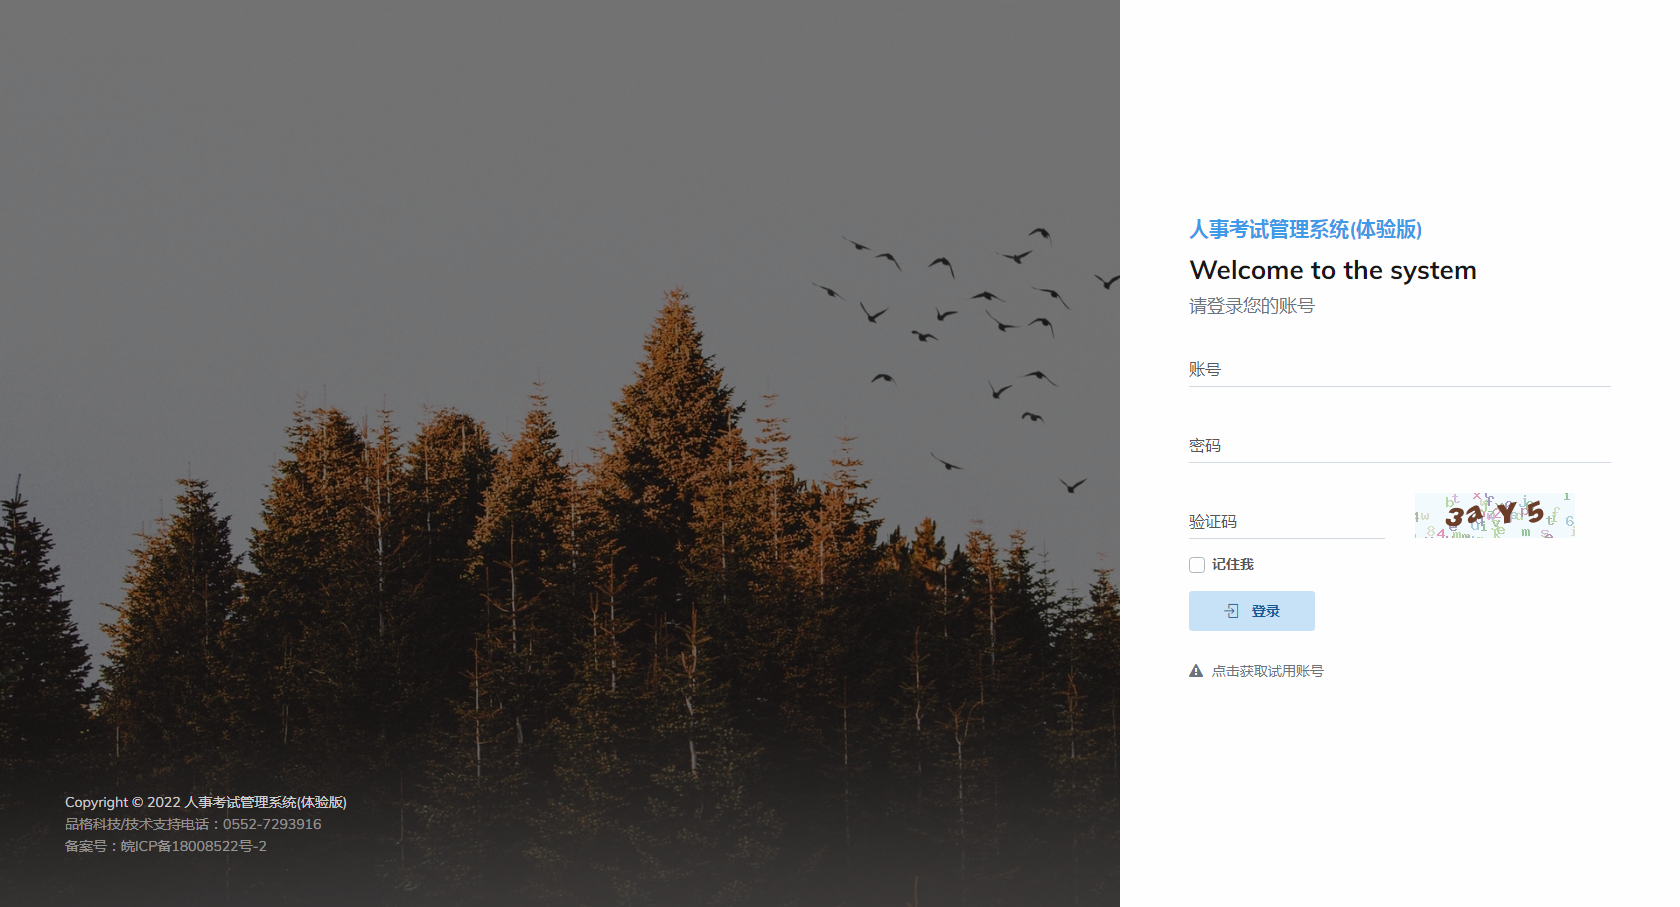 人事考试管理系统(体验版)
Welcome to the system
请登录您的账号
账号
密码
验证码
记住我
登录
点击获取试用账号
Copyright © 2022 人事考试管理系统(体验版)
品格科技/技术支持电话：0552-7293916
备案号：皖ICP备18008522号-2